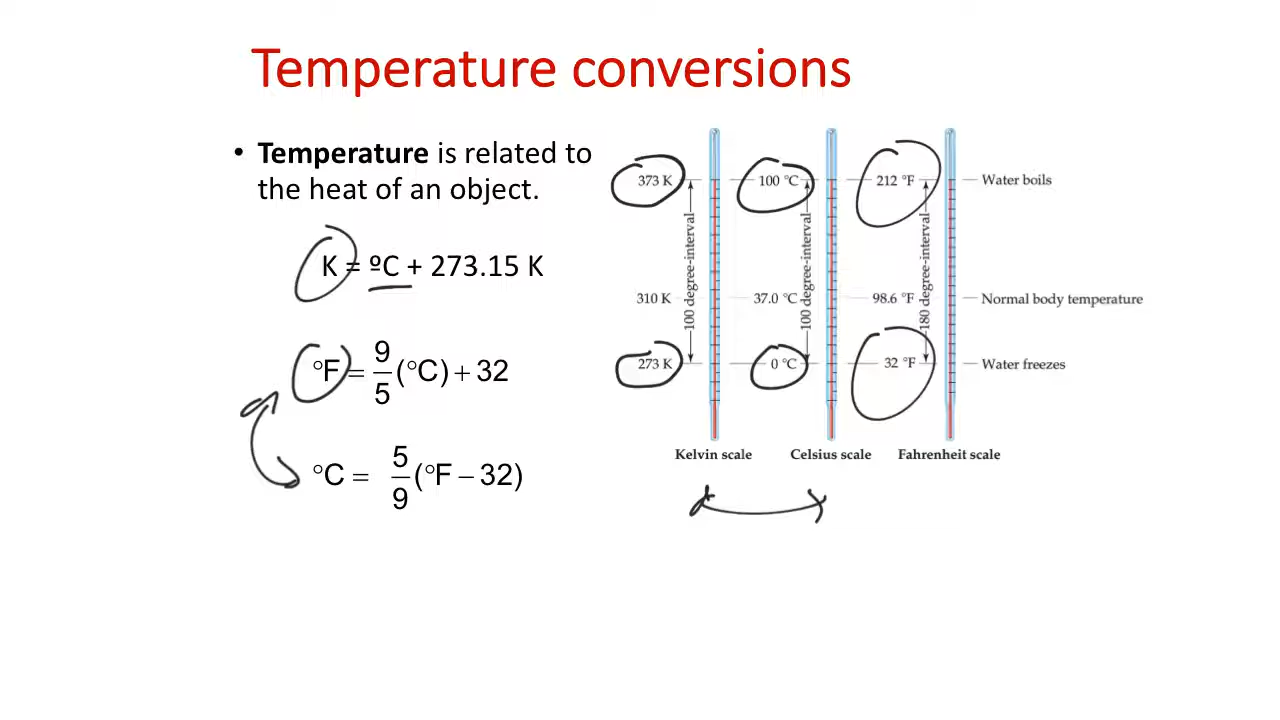 Temperature conversions
• Temperature is related to
the heat of an object.
K = ºC + 273.15 K
°F = 9/5 (°C) + 32
°C = 5/9 (°F − 32)
373 K 100 °C 212 °F Water boils
100 degree-interval 100 degree-interval 180 degree-interval
310 K 37.0 °C 98.6 °F Normal body temperature
273 K 0 °C 32 °F Water freezes
Kelvin scale Celsius scale Fahrenheit scale